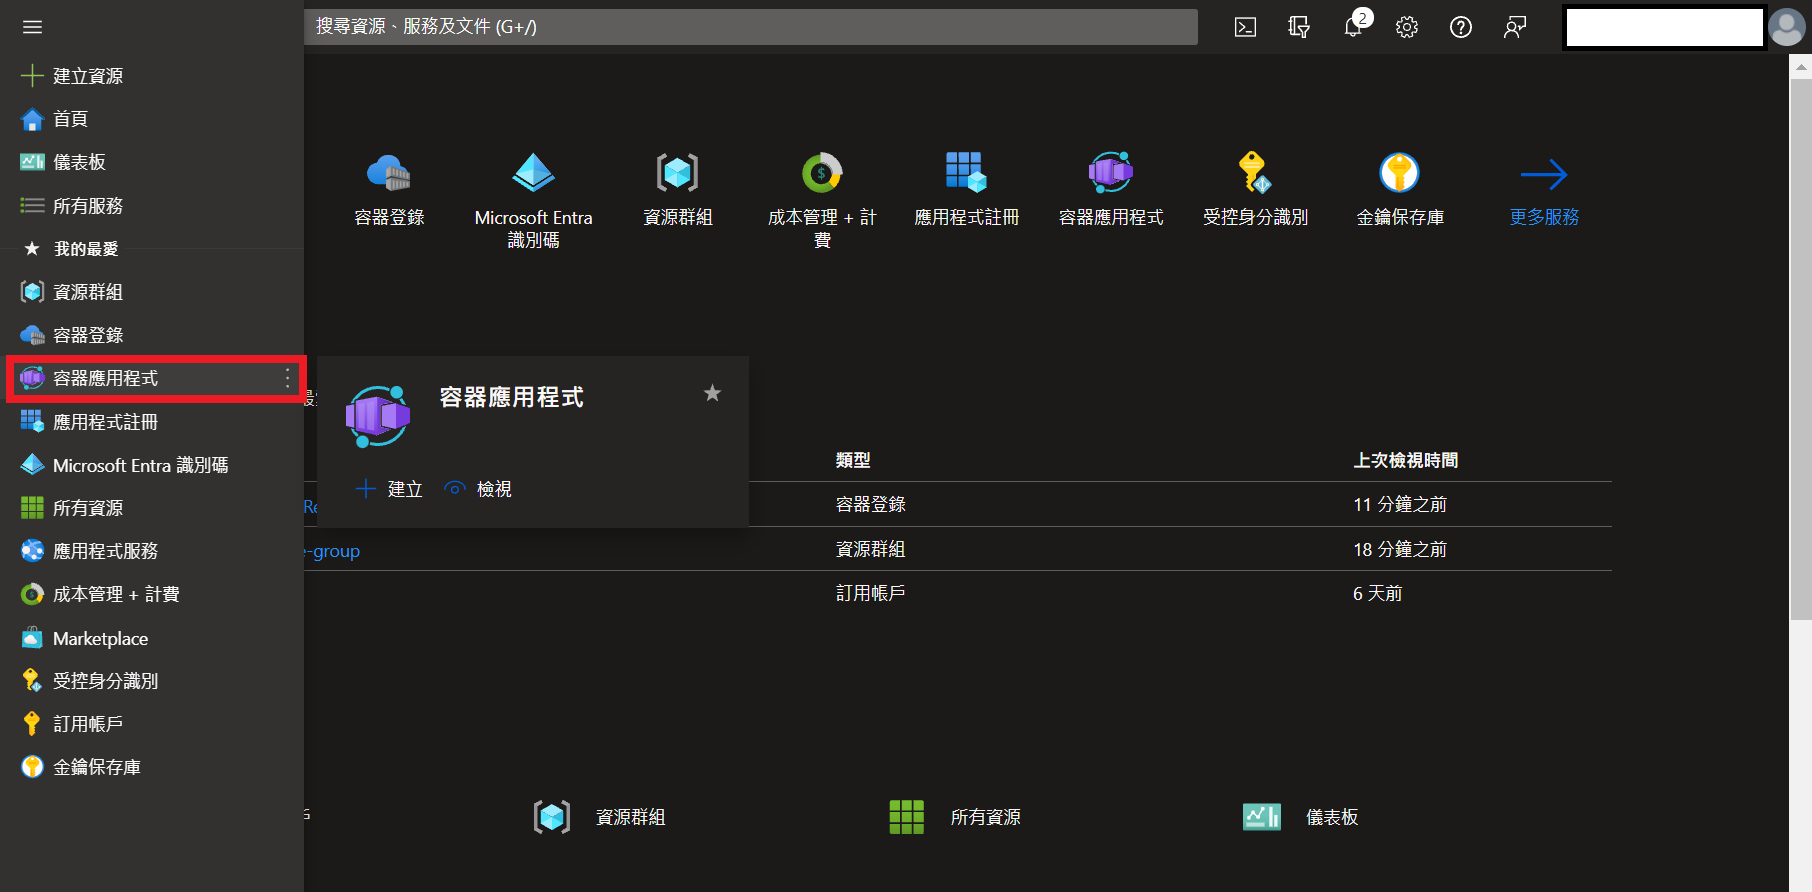 搜尋資源、服務及文件 (G+/)
2
建立資源
首頁
儀表板
所有服務
我的最愛
資源群組
容器登錄
容器應用程式
應用程式註冊
Microsoft Entra 識別碼
所有資源
應用程式服務
成本管理 + 計費
Marketplace
受控身分識別
訂用帳戶
金鑰保存庫
容器登錄
Microsoft Entra
識別碼
資源群組
成本管理 + 計
費
應用程式註冊
容器應用程式
受控身分識別
金鑰保存庫
更多服務
容器應用程式
建立
檢視
類型
上次檢視時間
Re
容器登錄
11 分鐘之前
e-group
資源群組
18 分鐘之前
訂用帳戶
6 天前
資源群組
所有資源
儀表板